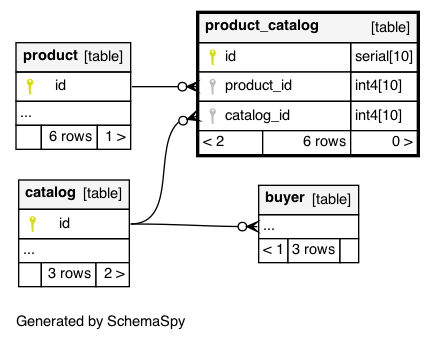 product_catalog [table]
id serial[10]
product_id int4[10]
catalog_id int4[10]
< 2 6 rows 0 >
product [table]
id
...
6 rows 1 >
catalog [table]
id
...
3 rows 2 >
buyer [table]
...
< 1 3 rows
Generated by SchemaSpy